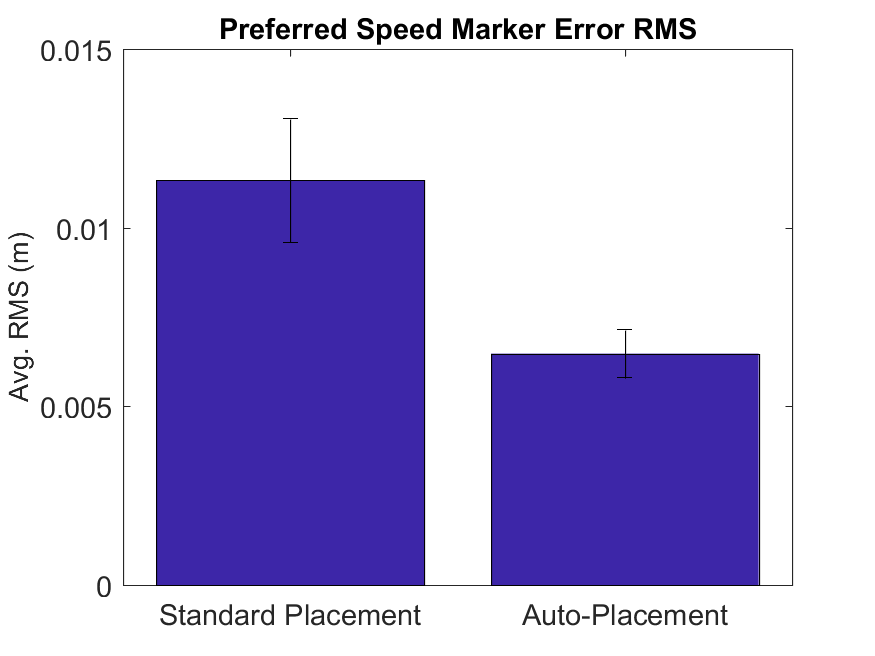 Preferred Speed Marker Error RMS
0.015
0.01
0.005
0
Avg. RMS (m)
Standard Placement
Auto-Placement